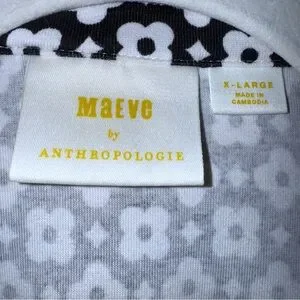 Maeve
by
ANTHROPOLOGIE
X-LARGE
MADE IN
CAMBODIA